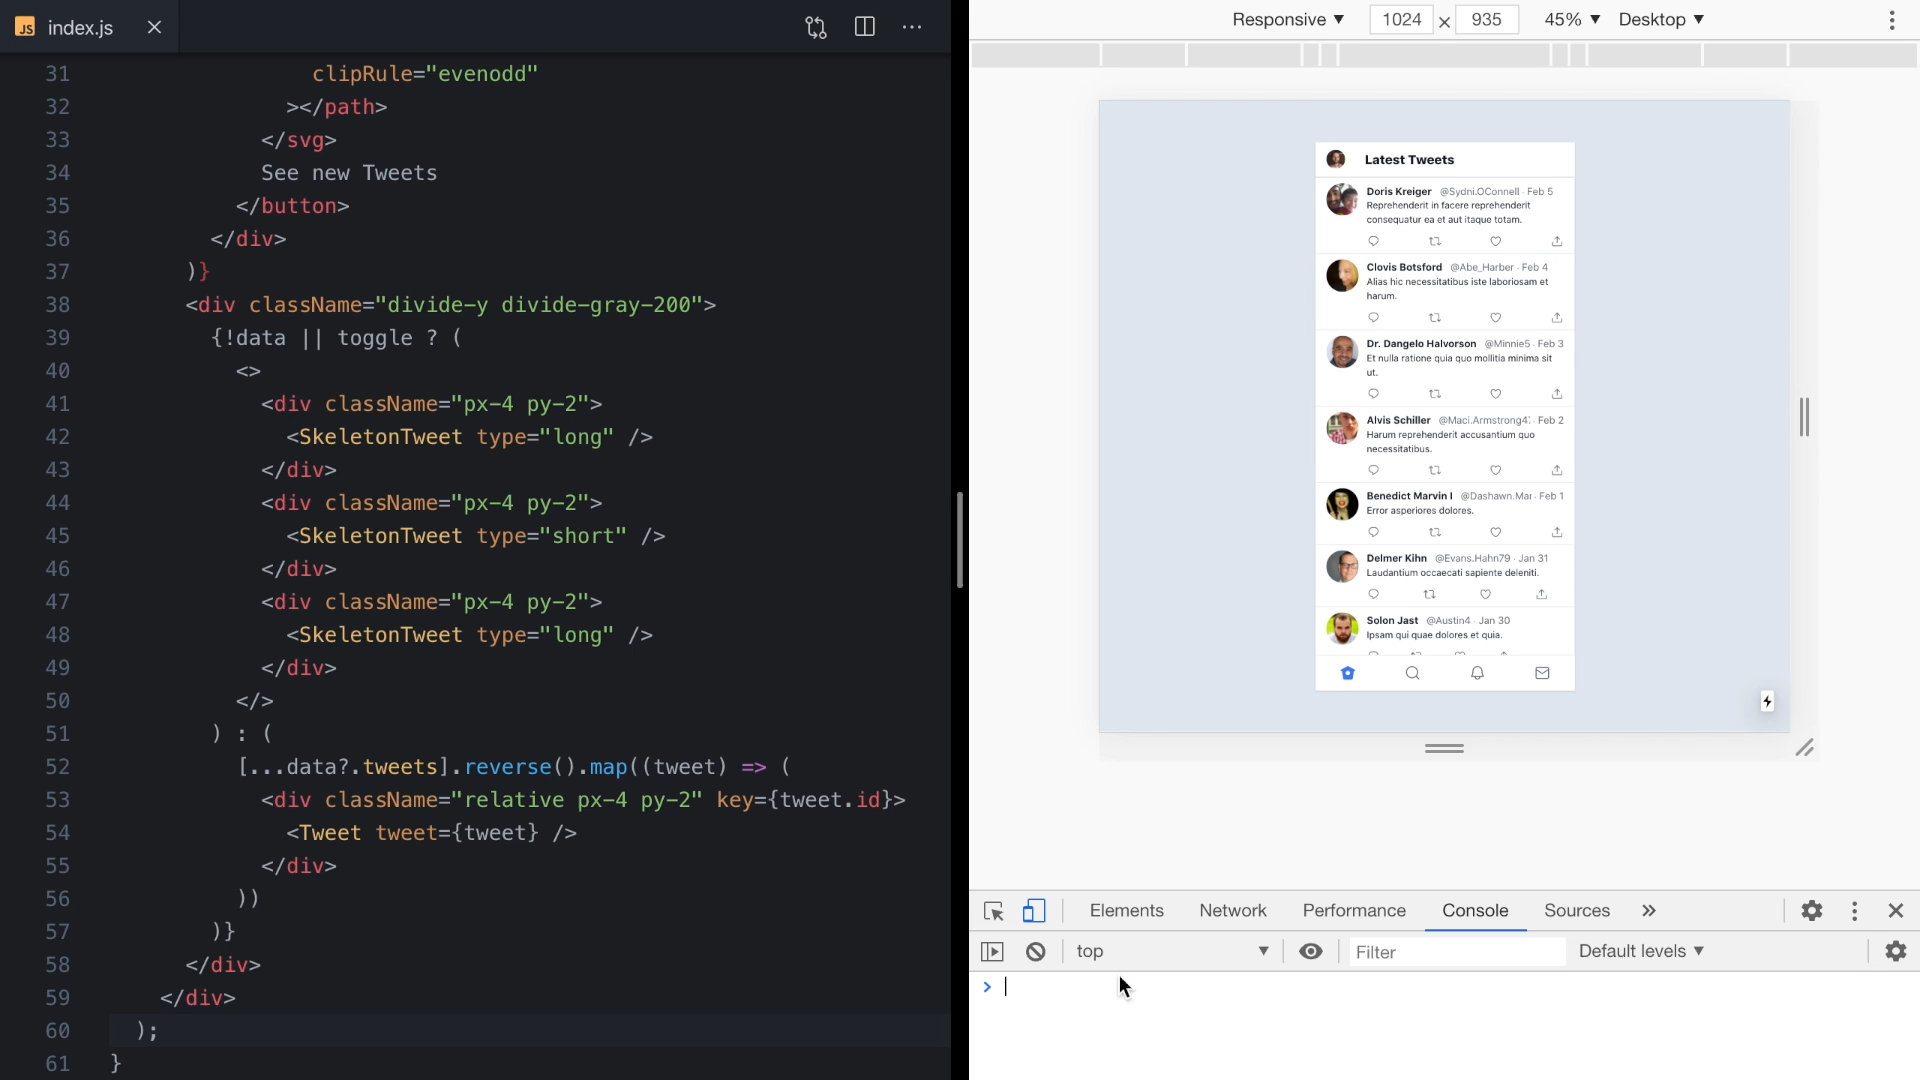 JS index.js
31 clipRule="evenodd"
32 ></path>
33 </svg>
34 See new Tweets
35 </button>
36 </div>
37 )}
38 <div className="divide-y divide-gray-200">
39 {!data || toggle ? (
40 <>
41 <div className="px-4 py-2">
42 <SkeletonTweet type="long" />
43 </div>
44 <div className="px-4 py-2">
45 <SkeletonTweet type="short" />
46 </div>
47 <div className="px-4 py-2">
48 <SkeletonTweet type="long" />
49 </div>
50 </>
51 ) : (
52 [...data?.tweets].reverse().map((tweet) => (
53 <div className="relative px-4 py-2" key={tweet.id}>
54 <Tweet tweet={tweet} />
55 </div>
56 ))
57 )}
58 </div>
59 </div>
60 );
61 }
Responsive ▼ 1024 × 935 45% ▼ Desktop ▼
Latest Tweets
Doris Kreiger @Sydni.OConnell · Feb 5
Reprehenderit in facere reprehenderit
consequatur ea et aut itaque totam.
Clovis Botsford @Abe_Harber · Feb 4
Alias hic necessitatibus iste laboriosam et
harum.
Dr. Dangelo Halvorson @Minnie5 · Feb 3
Et nulla ratione quia quo mollitia minima sit
ut.
Alvis Schiller @Maci.Armstrong4 · Feb 2
Harum reprehenderit accusantium quo
necessitatibus.
Benedict Marvin I @Dashawn.Mar · Feb 1
Error asperiores dolores.
Delmer Kihn @Evans.Hahn79 · Jan 31
Laudantium occaecati sapiente deleniti.
Solon Jast @Austin4 · Jan 30
Ipsam qui quae dolores et quia.
Elements Network Performance Console Sources »
top ▼ Filter Default levels ▼
>